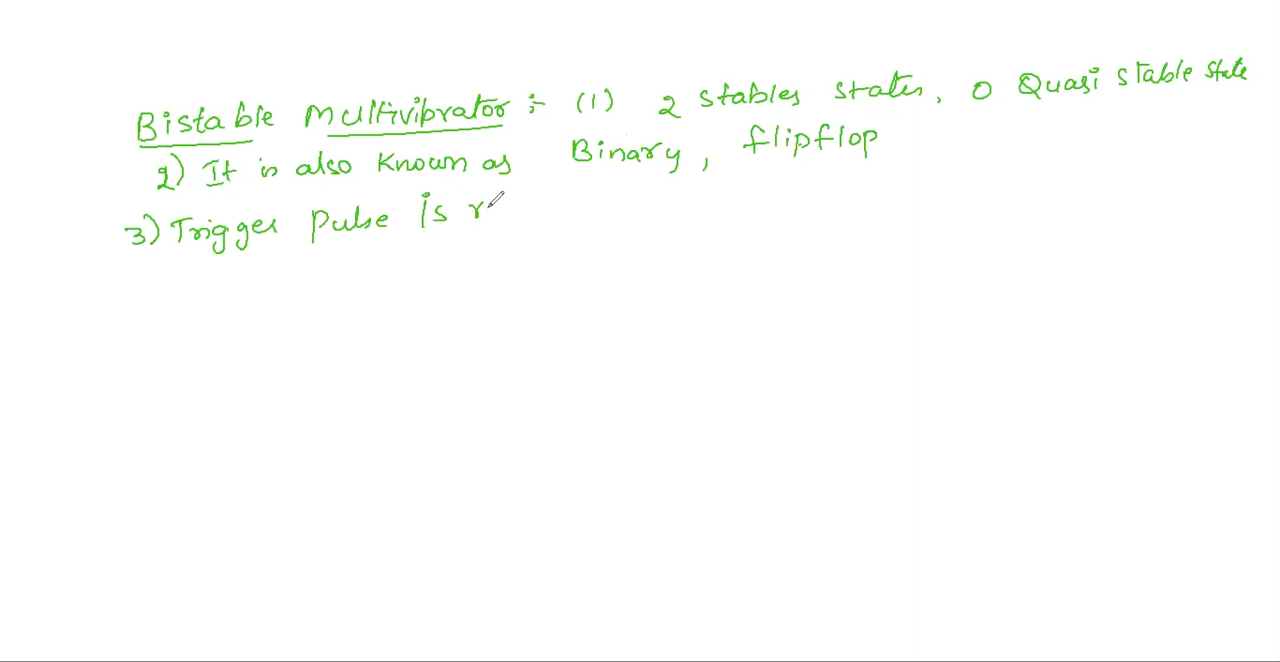 Bistable Multivibrator :- (1) 2 stables states, 0 Quasi stable state
2) It is also known as Binary, flipflop
3) Trigger pulse is r